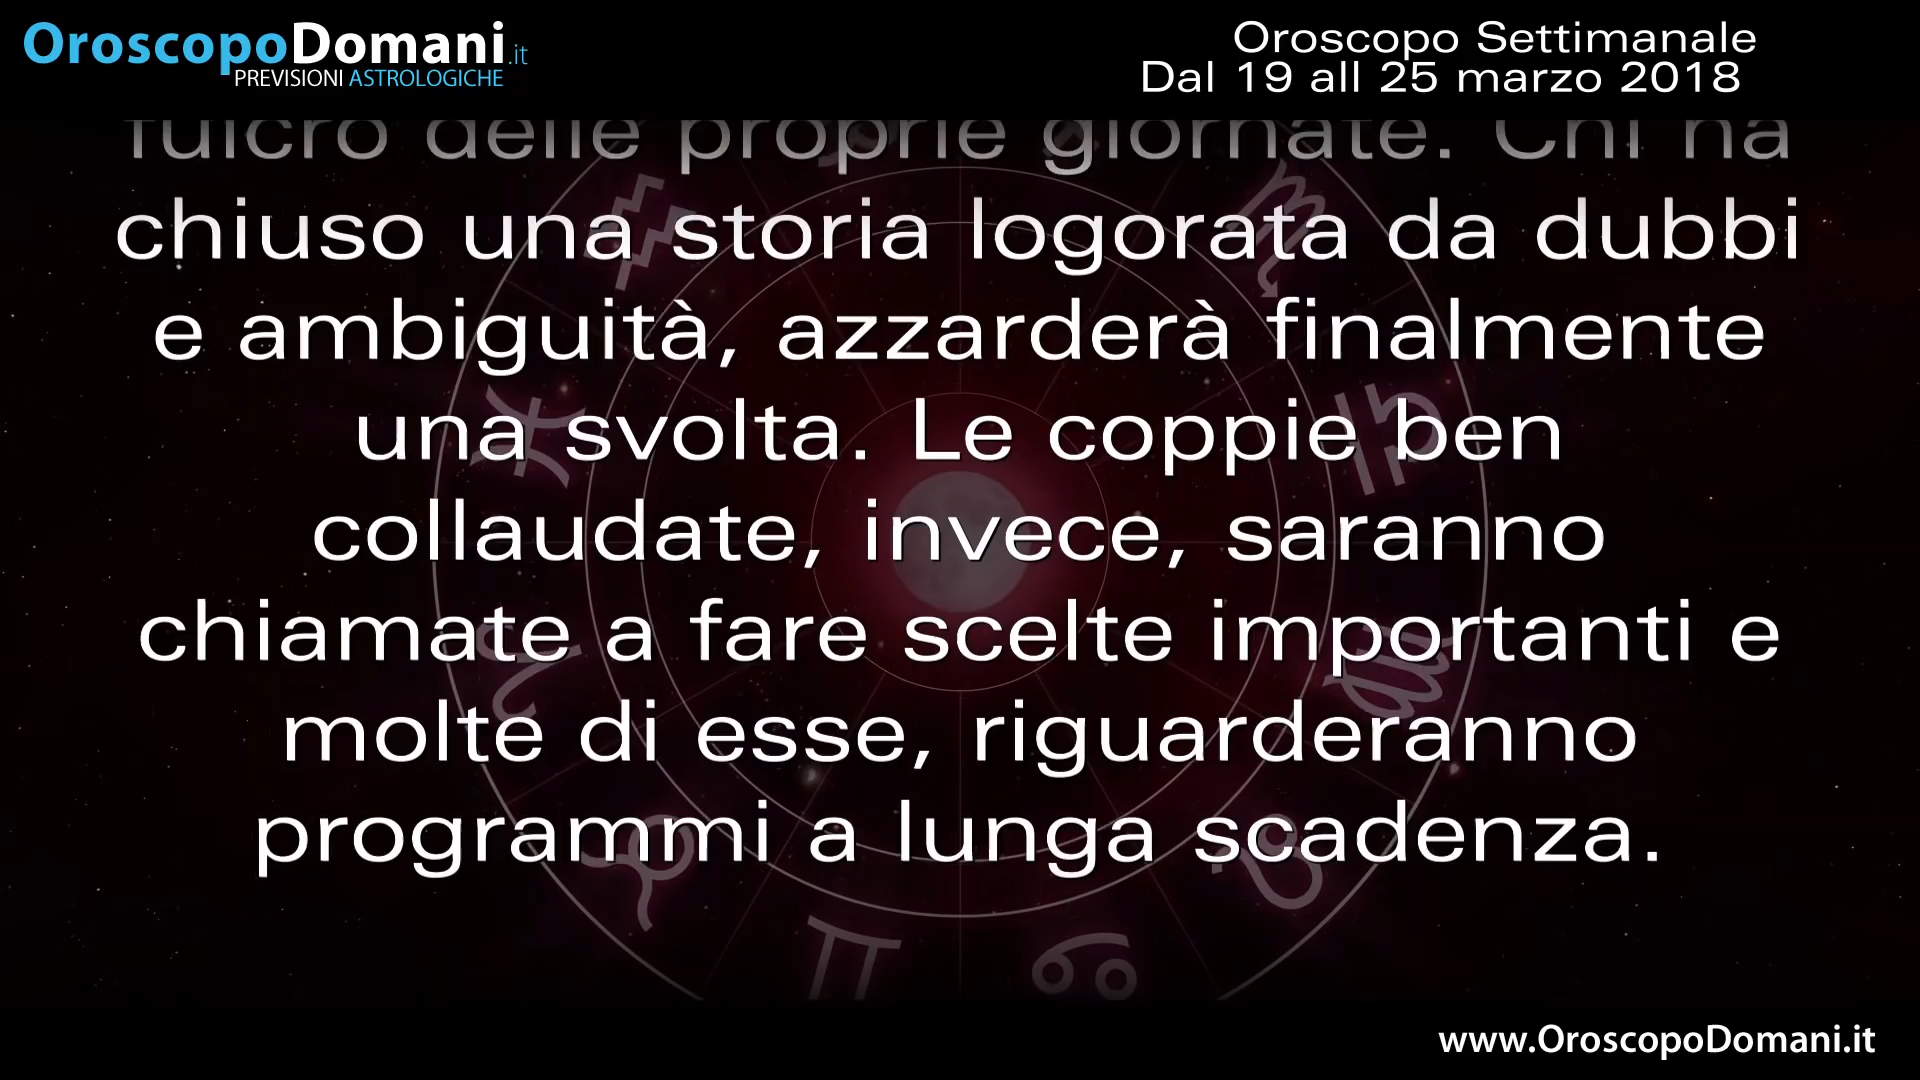 OroscopoDomani.it
PREVISIONI ASTROLOGICHE
Oroscopo Settimanale
Dal 19 all 25 marzo 2018
fulcro delle proprie giornate. Chi ha
chiuso una storia logorata da dubbi
e ambiguità, azzarderà finalmente
una svolta. Le coppie ben
collaudate, invece, saranno
chiamate a fare scelte importanti e
molte di esse, riguarderanno
programmi a lunga scadenza.
www.OroscopoDomani.it